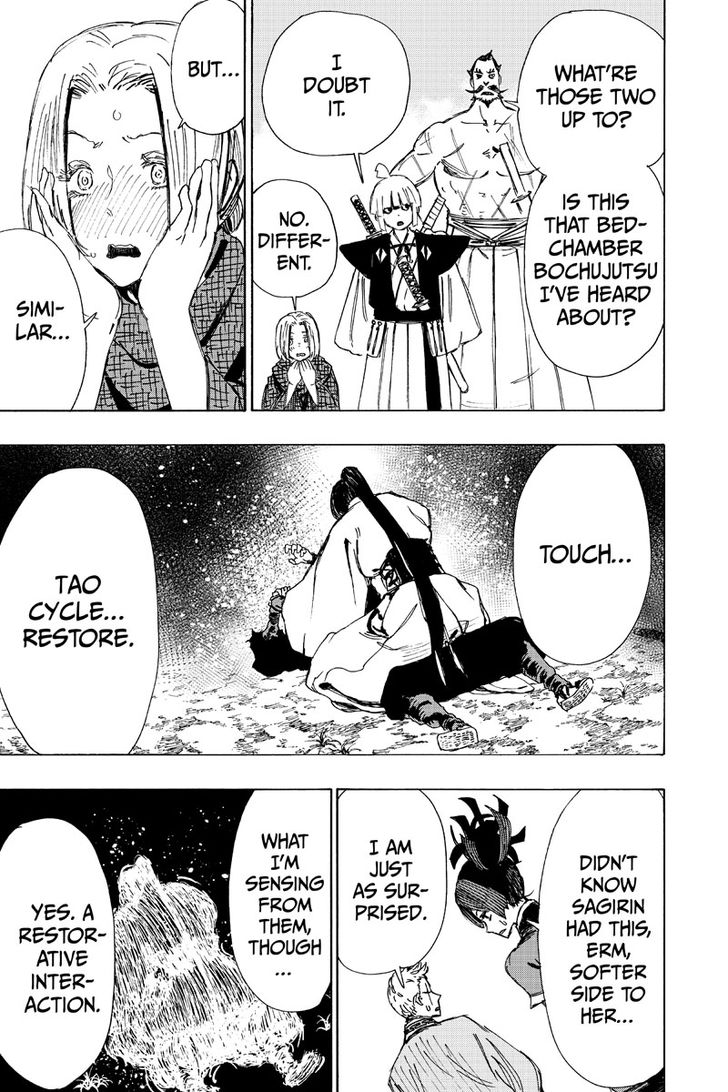 WHAT'RE
THOSE TWO
UP TO?
IS THIS
THAT BED-
CHAMBER
BOCHUJUTSU
I'VE HEARD
ABOUT?
I
DOUBT
IT.
NO.
DIFFER-
ENT.
BUT...
SIMI-
LAR...
TOUCH...
TAO
CYCLE...
RESTORE.
DIDN'T
KNOW
SAGIRIN
HAD THIS,
ERM,
SOFTER
SIDE TO
HER...
I AM
JUST
AS SUR-
PRISED.
WHAT
I'M
SENSING
FROM
THEM,
THOUGH
...
YES. A
RESTOR-
ATIVE
INTER-
ACTION.